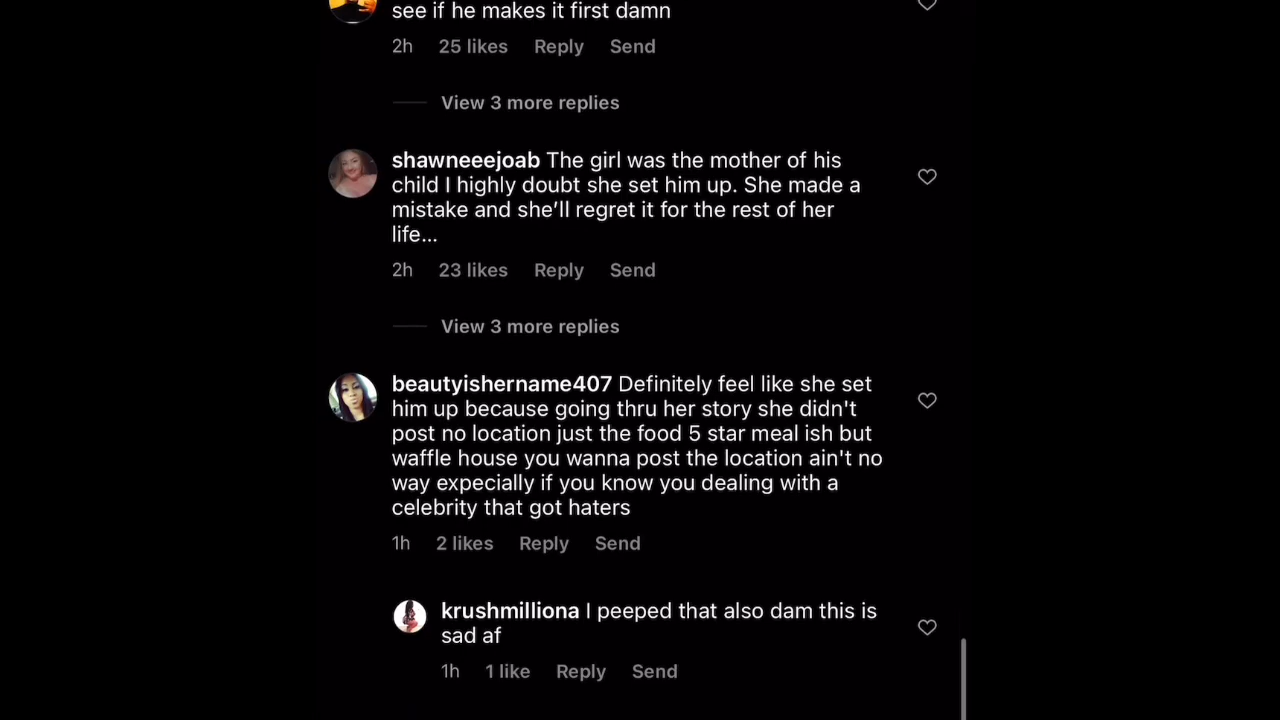 see if he makes it first damn
2h 25 likes Reply Send
View 3 more replies
shawneeejoab The girl was the mother of his
child I highly doubt she set him up. She made a
mistake and she’ll regret it for the rest of her
life...
2h 23 likes Reply Send
View 3 more replies
beautyishername407 Definitely feel like she set
him up because going thru her story she didn't
post no location just the food 5 star meal ish but
waffle house you wanna post the location ain't no
way expecially if you know you dealing with a
celebrity that got haters
1h 2 likes Reply Send
krushmilliona I peeped that also dam this is
sad af
1h 1 like Reply Send